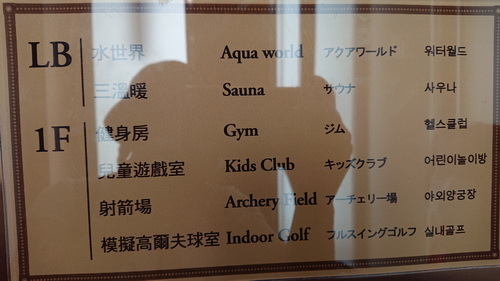 LB 水世界 Aqua world アクアワールド 워터월드
三溫暖 Sauna サウナ 사우나
1F 健身房 Gym ジム 헬스클럽
兒童遊戲室 Kids Club キッズクラブ 어린이놀이방
射箭場 Archery Field アーチェリー場 야외양궁장
模擬高爾夫球室 Indoor Golf フルスイングゴルフ 실내골프